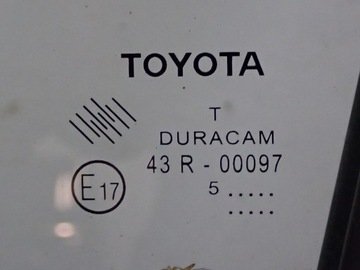 TOYOTA
T
DURACAM
43 R - 00097
E17
5 .....
.....